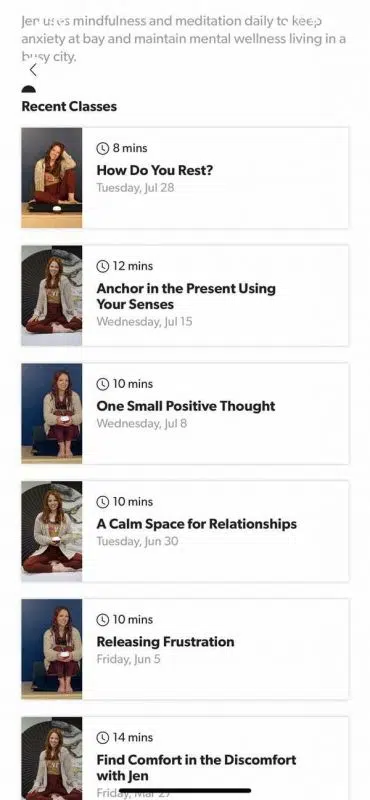 Jen uses mindfulness and meditation daily to keep
anxiety at bay and maintain mental wellness living in a
busy city.
Recent Classes
8 mins
How Do You Rest?
Tuesday, Jul 28
12 mins
Anchor in the Present Using
Your Senses
Wednesday, Jul 15
10 mins
One Small Positive Thought
Wednesday, Jul 8
10 mins
A Calm Space for Relationships
Tuesday, Jun 30
10 mins
Releasing Frustration
Friday, Jun 5
14 mins
Find Comfort in the Discomfort
with Jen
Friday, Mar 27